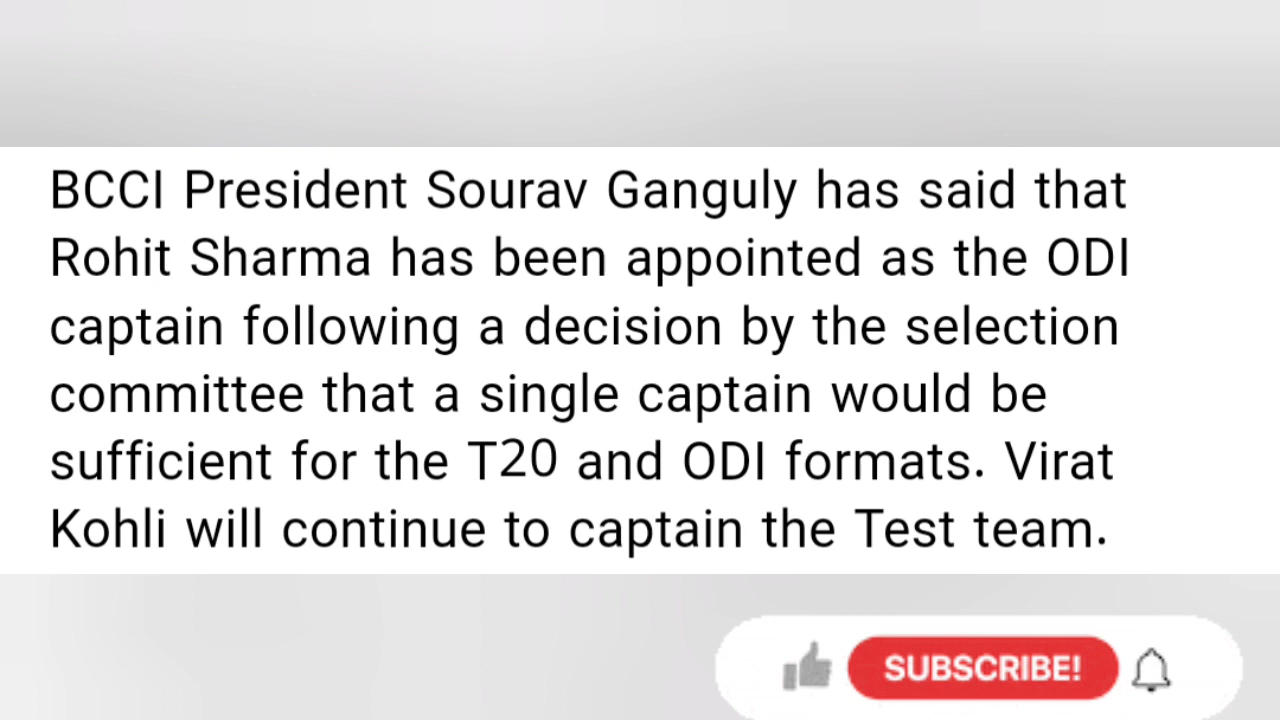 BCCI President Sourav Ganguly has said that
Rohit Sharma has been appointed as the ODI
captain following a decision by the selection
committee that a single captain would be
sufficient for the T20 and ODI formats. Virat
Kohli will continue to captain the Test team.
SUBSCRIBE!